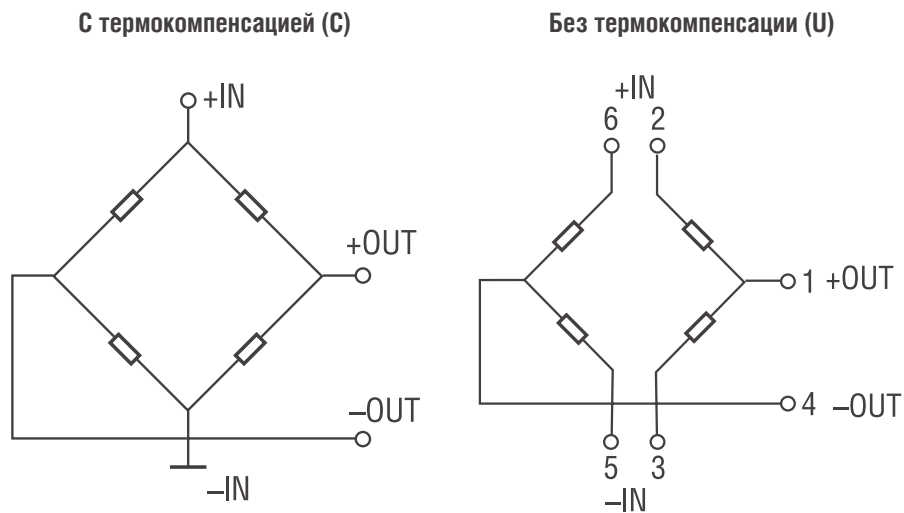 С термокомпенсацией (C)
+IN
+OUT
–OUT
–IN
Без термокомпенсации (U)
+IN
6 2
1 +OUT
4 –OUT
5 3
–IN